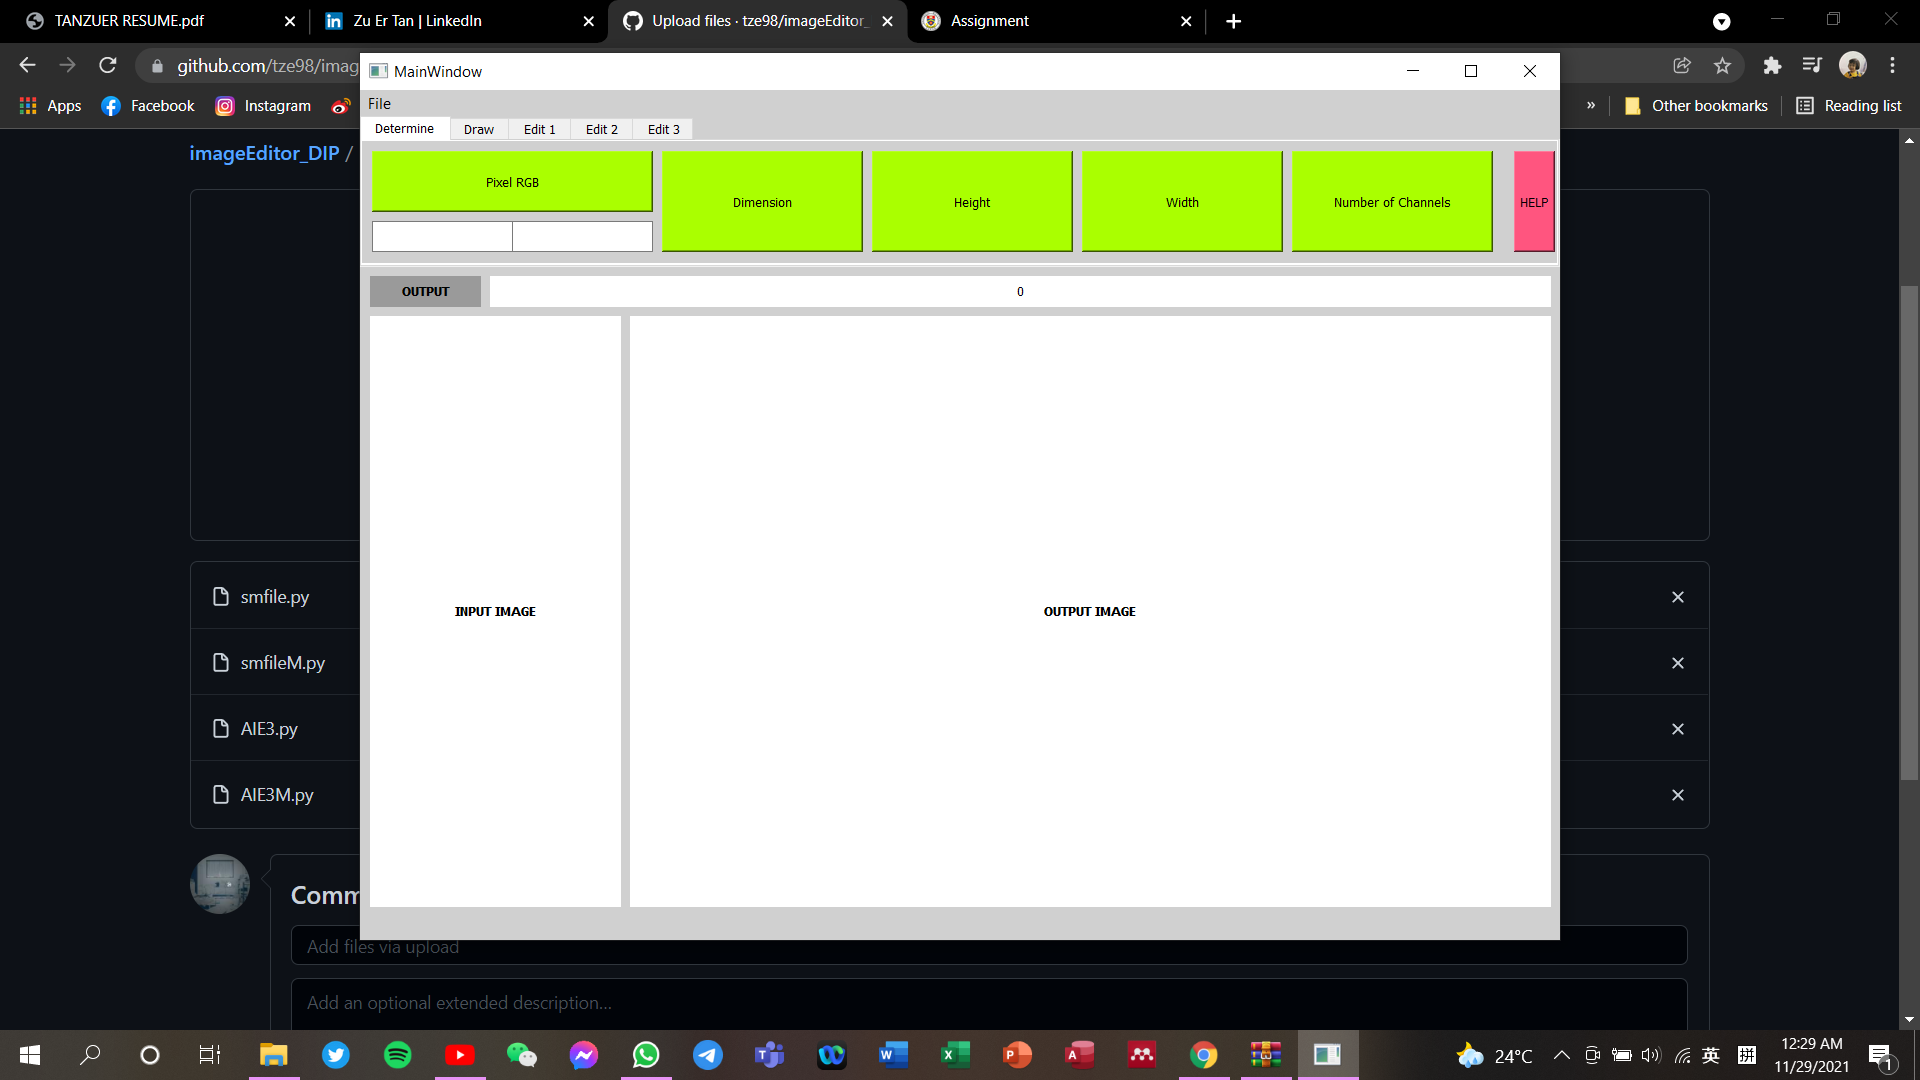 TANZUER RESUME.pdf
Zu Er Tan | LinkedIn
Upload files · tze98/imageEditor_
Assignment
github.com/tze98/imag
Apps
Facebook
Instagram
»
Other bookmarks
Reading list
MainWindow
File
Determine
Draw
Edit 1
Edit 2
Edit 3
Pixel RGB
Dimension
Height
Width
Number of Channels
HELP
OUTPUT
0
INPUT IMAGE
OUTPUT IMAGE
imageEditor_DIP /
smfile.py
smfileM.py
AIE3.py
AIE3M.py
Comm
Add files via upload
Add an optional extended description...
24°C
英
拼
12:29 AM
11/29/2021
1